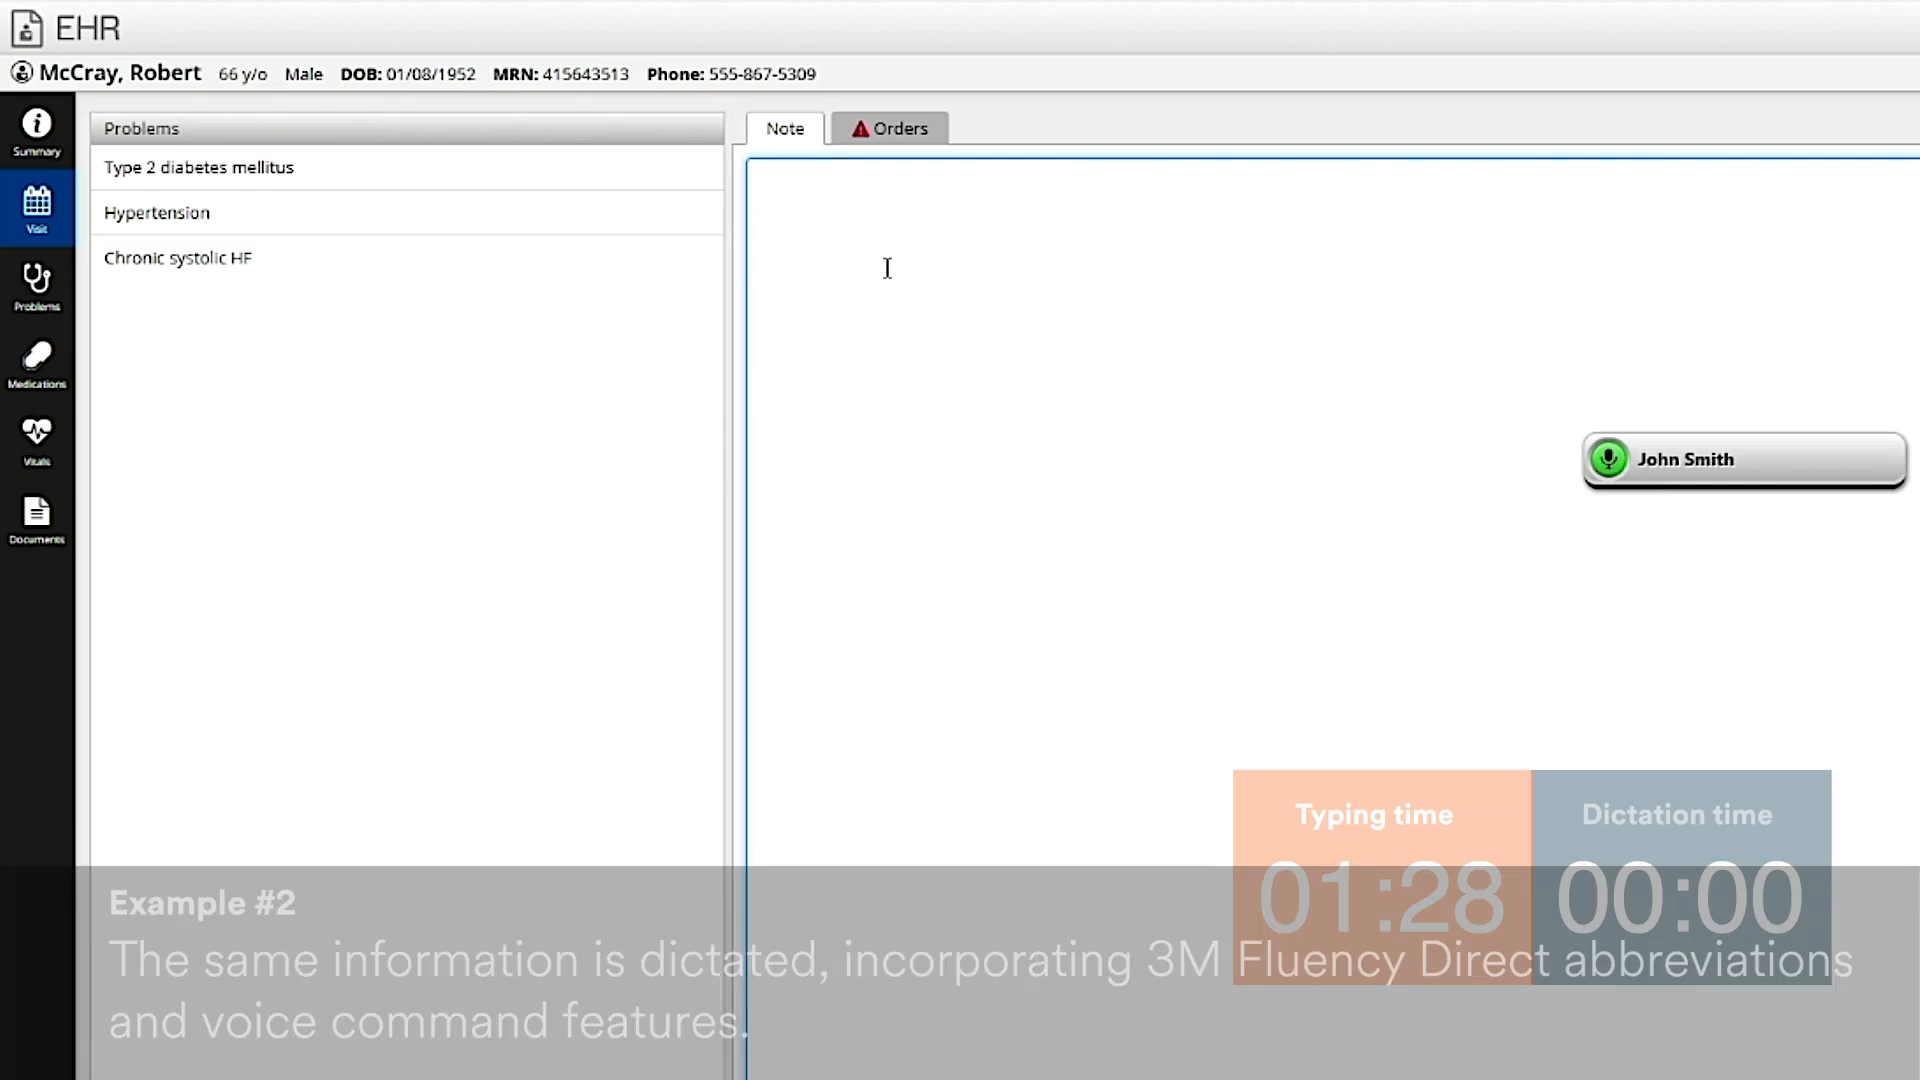 EHR
McCray, Robert 66 y/o Male DOB: 01/08/1952 MRN: 415643513 Phone: 555-867-5309
Summary
Visit
Problems
Medications
Vitals
Documents
Problems
Type 2 diabetes mellitus
Hypertension
Chronic systolic HF
Note
Orders
John Smith
Typing time
01:28
Dictation time
00:00
Example #2
The same information is dictated, incorporating 3M Fluency Direct abbreviations
and voice command features.